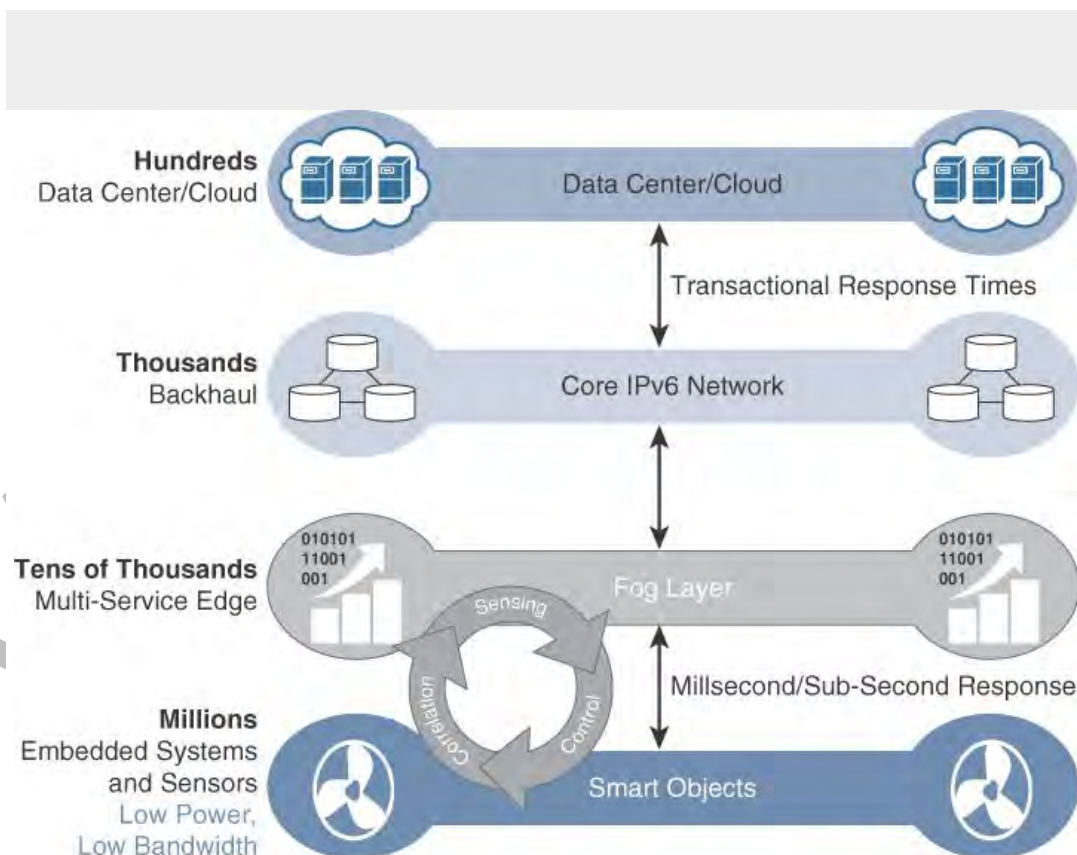 Hundreds
Data Center/Cloud
Data Center/Cloud
Transactional Response Times
Thousands
Backhaul
Core IPv6 Network
010101
11001
001
010101
11001
001
Tens of Thousands
Multi-Service Edge
Fog Layer
Sensing
Correlation
Control
Millsecond/Sub-Second Response
Millions
Embedded Systems
and Sensors
Low Power,
Low Bandwidth
Smart Objects